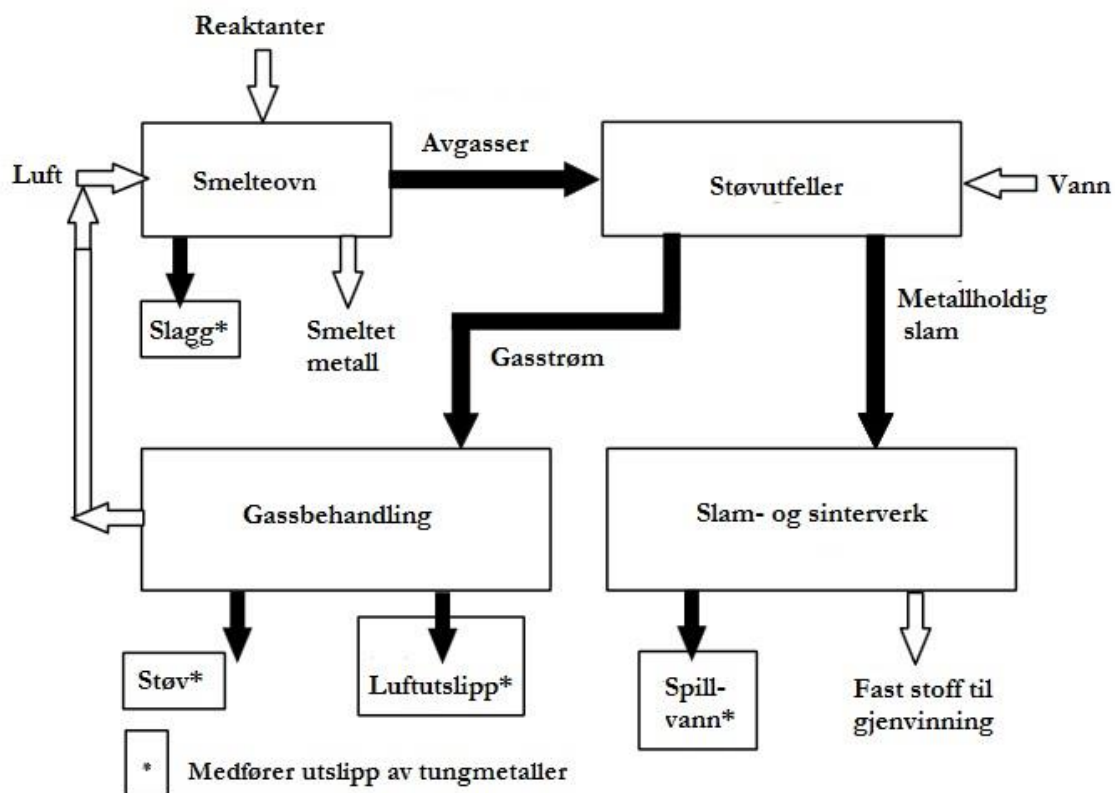 Reaktanter
Avgasser
Luft
Smelteovn
Støvutfeller
Vann
Slagg*
Smeltet
metall
Gasstrøm
Metallholdig
slam
Gassbehandling
Slam- og sinterverk
Støv*
Luftutslipp*
Spill-
vann*
Fast stoff til
gjenvinning
* Medfører utslipp av tungmetaller